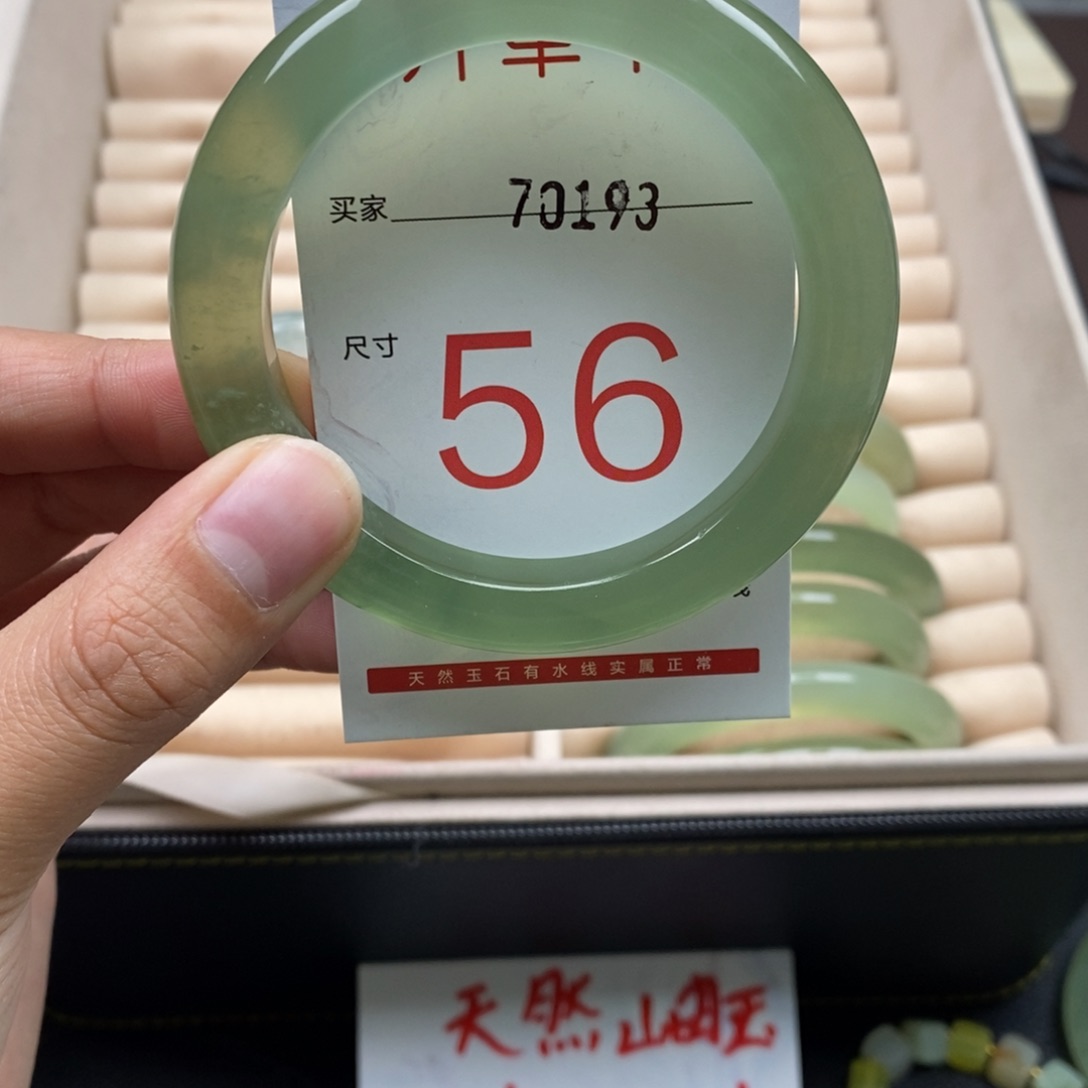 买家 70193
尺寸 56
天然玉石有水线实属正常
天然